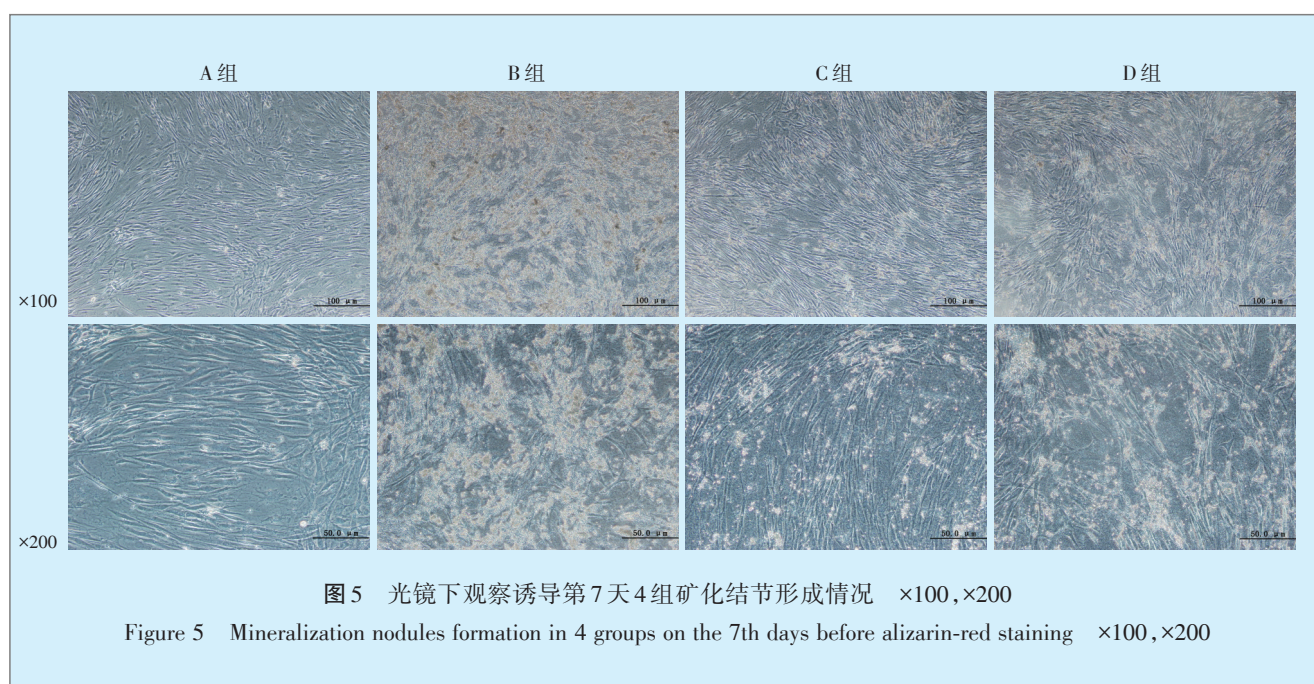 A组 B组 C组 D组
×100
100 μm 100 μm 100 μm 100 μm
×200
50.0 μm 50.0 μm 50.0 μm 50.0 μm
图5 光镜下观察诱导第7天4组矿化结节形成情况 ×100,×200
Figure 5 Mineralization nodules formation in 4 groups on the 7th days before alizarin-red staining ×100,×200